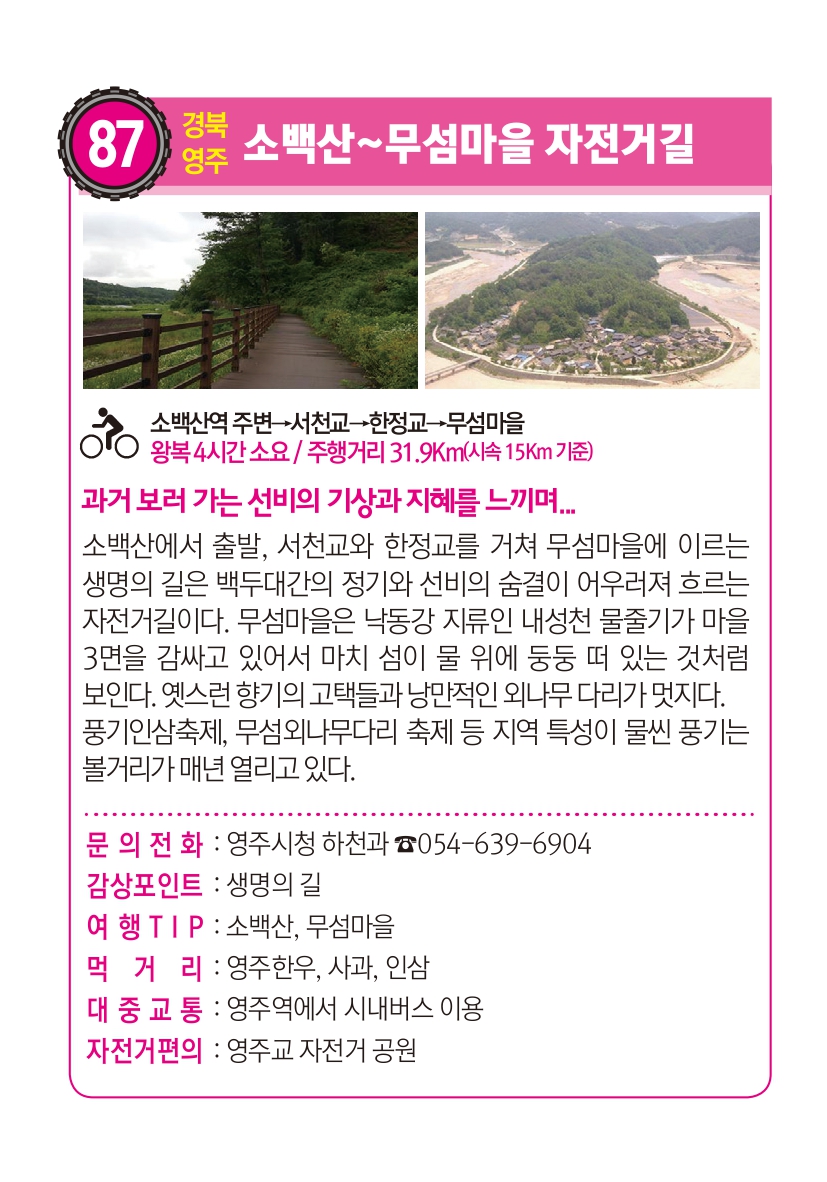 87
경북
영주
소백산~무섬마을 자전거길
소백산역 주변→서천교→한정교→무섬마을
왕복 4시간 소요 / 주행거리 31.9Km(시속 15Km 기준)
과거 보러 가는 선비의 기상과 지혜를 느끼며...
소백산에서 출발, 서천교와 한정교를 거쳐 무섬마을에 이르는
생명의 길은 백두대간의 정기와 선비의 숨결이 어우러져 흐르는
자전거길이다. 무섬마을은 낙동강 지류인 내성천 물줄기가 마을
3면을 감싸고 있어서 마치 섬이 물 위에 둥둥 떠 있는 것처럼
보인다. 옛스런 향기의 고택들과 낭만적인 외나무 다리가 멋지다.
풍기인삼축제, 무섬외나무다리 축제 등 지역 특성이 물씬 풍기는
볼거리가 매년 열리고 있다.
문 의 전 화 : 영주시청 하천과 ☎054-639-6904
감상포인트 : 생명의 길
여 행 T I P : 소백산, 무섬마을
먹 거 리 : 영주한우, 사과, 인삼
대 중 교 통 : 영주역에서 시내버스 이용
자전거편의 : 영주교 자전거 공원